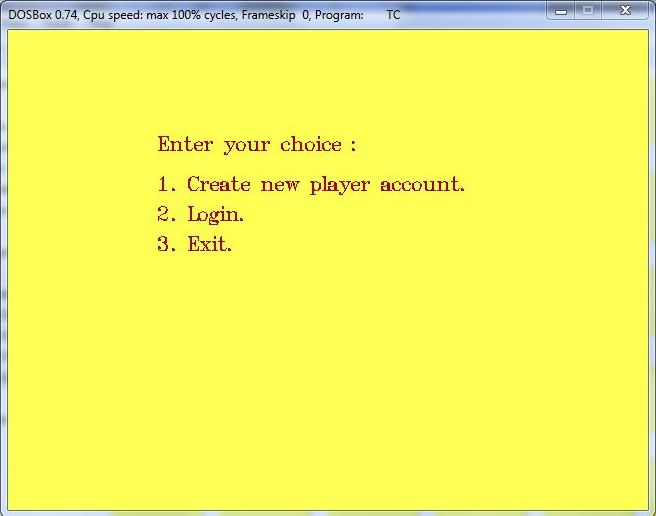 DOSBox 0.74, Cpu speed: max 100% cycles, Frameskip 0, Program: TC
Enter your choice :
1. Create new player account.
2. Login.
3. Exit.